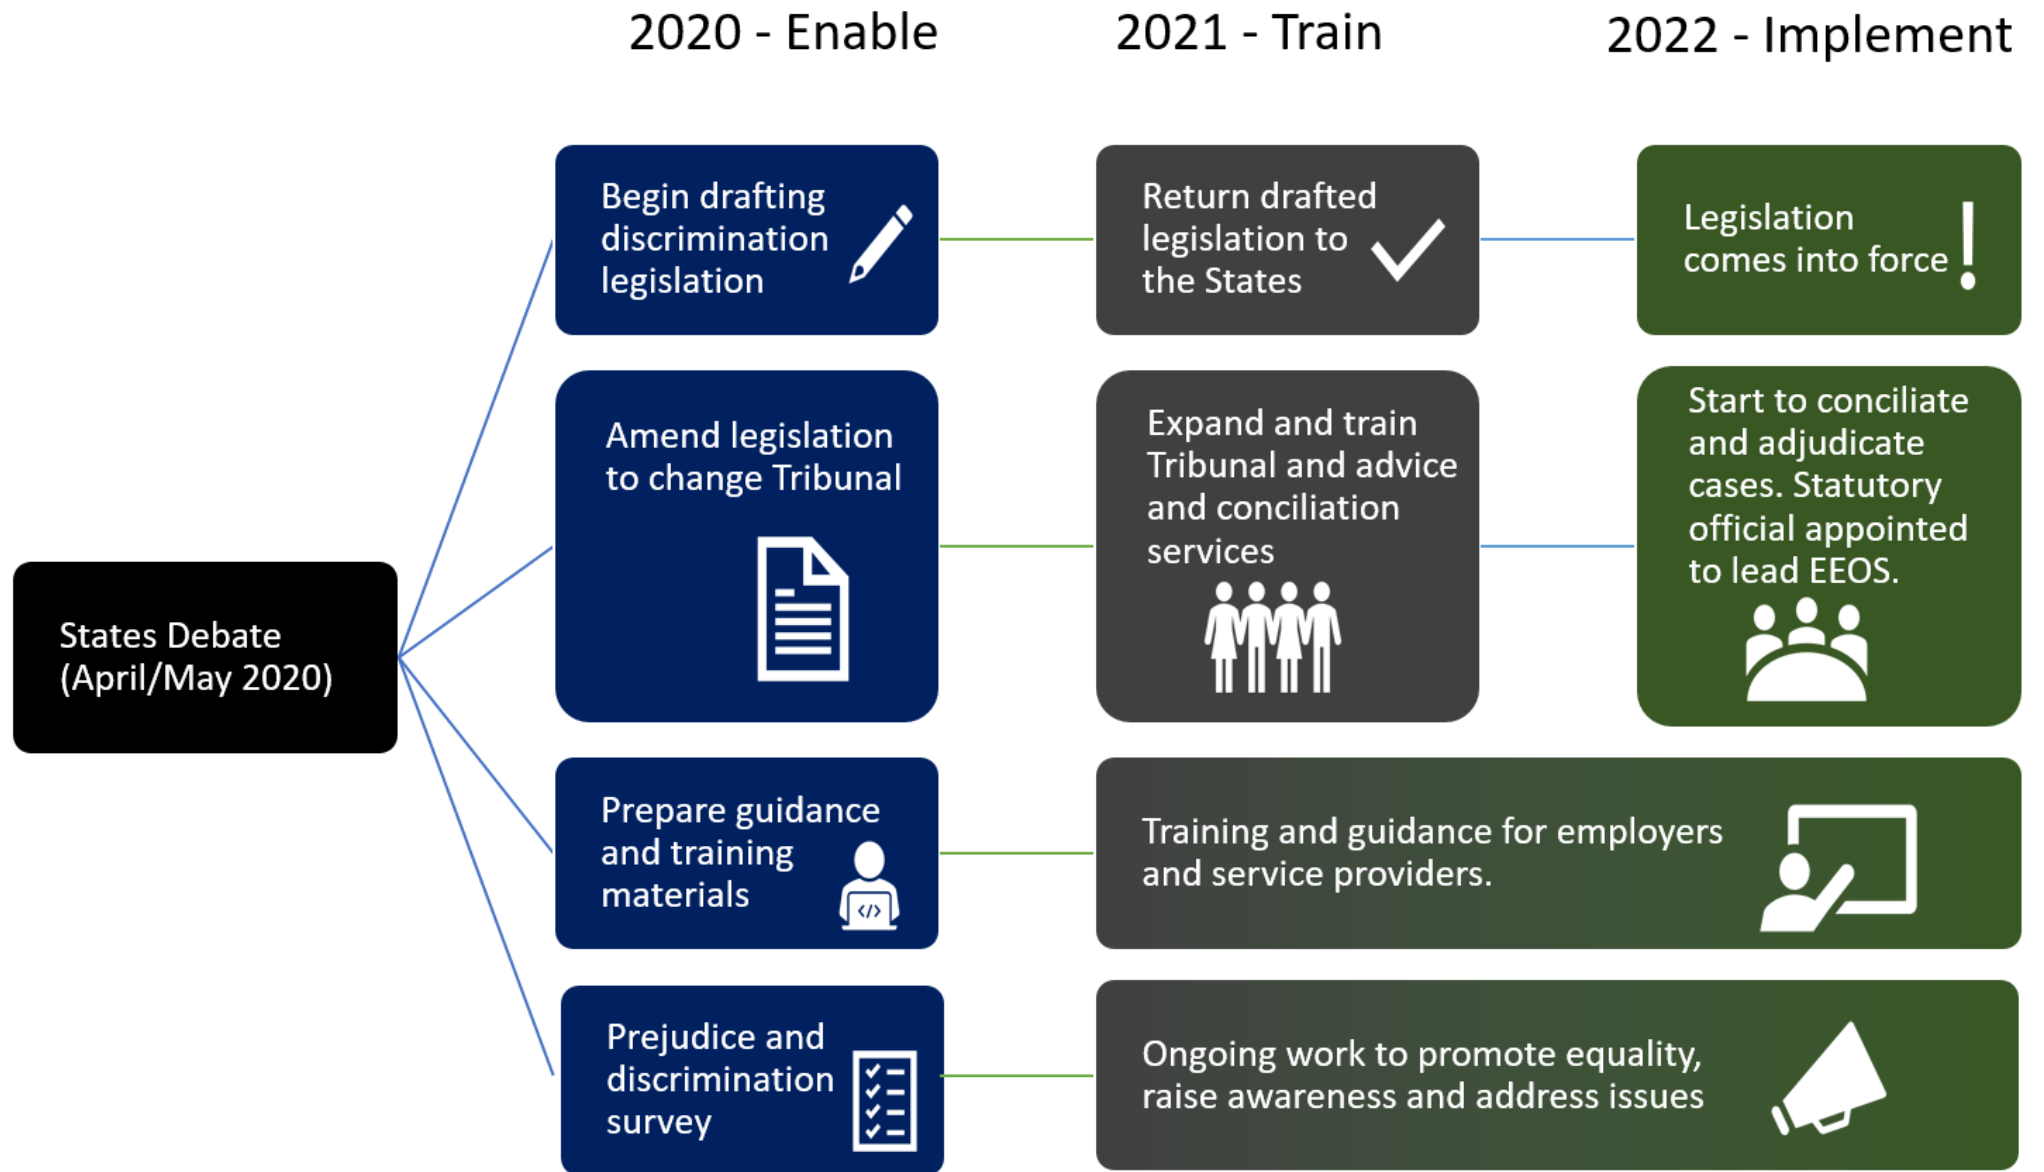 2020 - Enable
2021 - Train
2022 - Implement
Begin drafting
discrimination
legislation
Return drafted
legislation to
the States
Legislation
comes into force
Amend legislation
to change Tribunal
Expand and train
Tribunal and advice
and conciliation
services
Start to conciliate
and adjudicate
cases. Statutory
official appointed
to lead EEOS.
States Debate
(April/May 2020)
Prepare guidance
and training
materials
</>
Training and guidance for employers
and service providers.
Prejudice and
discrimination
survey
Ongoing work to promote equality,
raise awareness and address issues